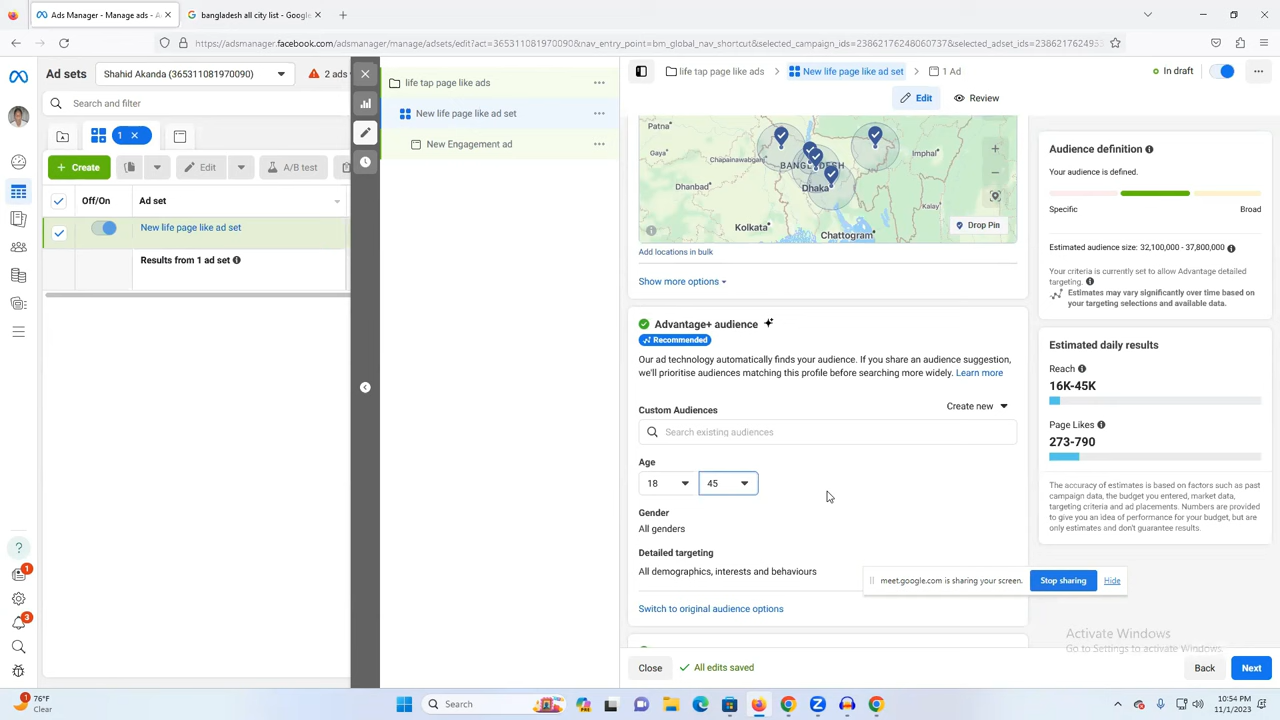 Ads Manager - Manage ads - A
bangladesh all city list - Google
https://adsmanager.facebook.com/adsmanager/manage/adsets/edit?act=365311081970090&nav_entry_point=bm_global_nav_shortcut&selected_campaign_ids=23862176248060737&selected_adset_ids=2386217624933
Ad sets
Shahid Akanda (365311081970090)
2 ads
Search and filter
1
Create
Edit
A/B test
Off/On
Ad set
New life page like ad set
Results from 1 ad set
life tap page like ads
New life page like ad set
New Engagement ad
life tap page like ads
New life page like ad set
1 Ad
In draft
Edit
Review
Patna
Gaya
Chapainawabganj
BANGLADESH
Imphal
Dhanbad
Dhaka
Kalay
Kolkata
Chattogram
Drop Pin
Add locations in bulk
Show more options
Advantage+ audience
Recommended
Our ad technology automatically finds your audience. If you share an audience suggestion,
we'll prioritise audiences matching this profile before searching more widely. Learn more
Custom Audiences
Create new
Search existing audiences
Age
18
45
Gender
All genders
Detailed targeting
All demographics, interests and behaviours
Switch to original audience options
Close
All edits saved
Back
Next
Audience definition
Your audience is defined.
Specific
Broad
Estimated audience size: 32,100,000 - 37,800,000
Your criteria is currently set to allow Advantage detailed
targeting.
Estimates may vary significantly over time based on
your targeting selections and available data.
Estimated daily results
Reach
16K-45K
Page Likes
273-790
The accuracy of estimates is based on factors such as past
campaign data, the budget you entered, market data,
targeting criteria and ad placements. Numbers are provided
to give you an idea of performance for your budget, but are
only estimates and don't guarantee results.
meet.google.com is sharing your screen.
Stop sharing
Hide
Activate Windows
Go to Settings to activate Windows.
1
3
1
76°F
Clear
Search
10:54 PM
11/1/2023